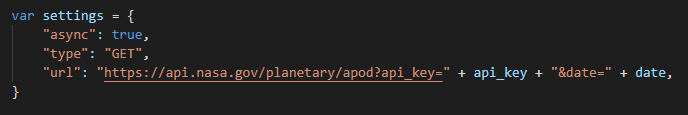 var settings = {
    "async": true,
    "type": "GET",
    "url": "https://api.nasa.gov/planetary/apod?api_key=" + api_key + "&date=" + date,
}